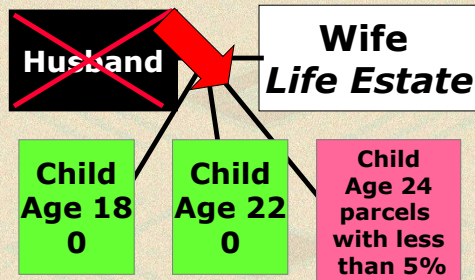 Husband
Wife
Life Estate
Child
Age 18
0
Child
Age 22
0
Child
Age 24
parcels
with less
than 5%